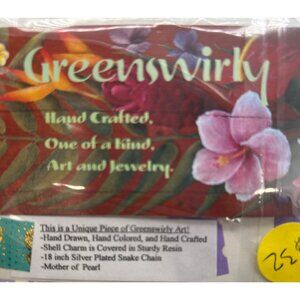 Greenswirly
Hand Crafted,
One of a Kind,
Art and Jewelry.
This is a Unique Piece of Greenswirly Art!
-Hand Drawn, Hand Colored, and Hand Crafted
-Shell Charm is Covered in Sturdy Resin
-18 inch Silver Plated Snake Chain
-Mother of Pearl